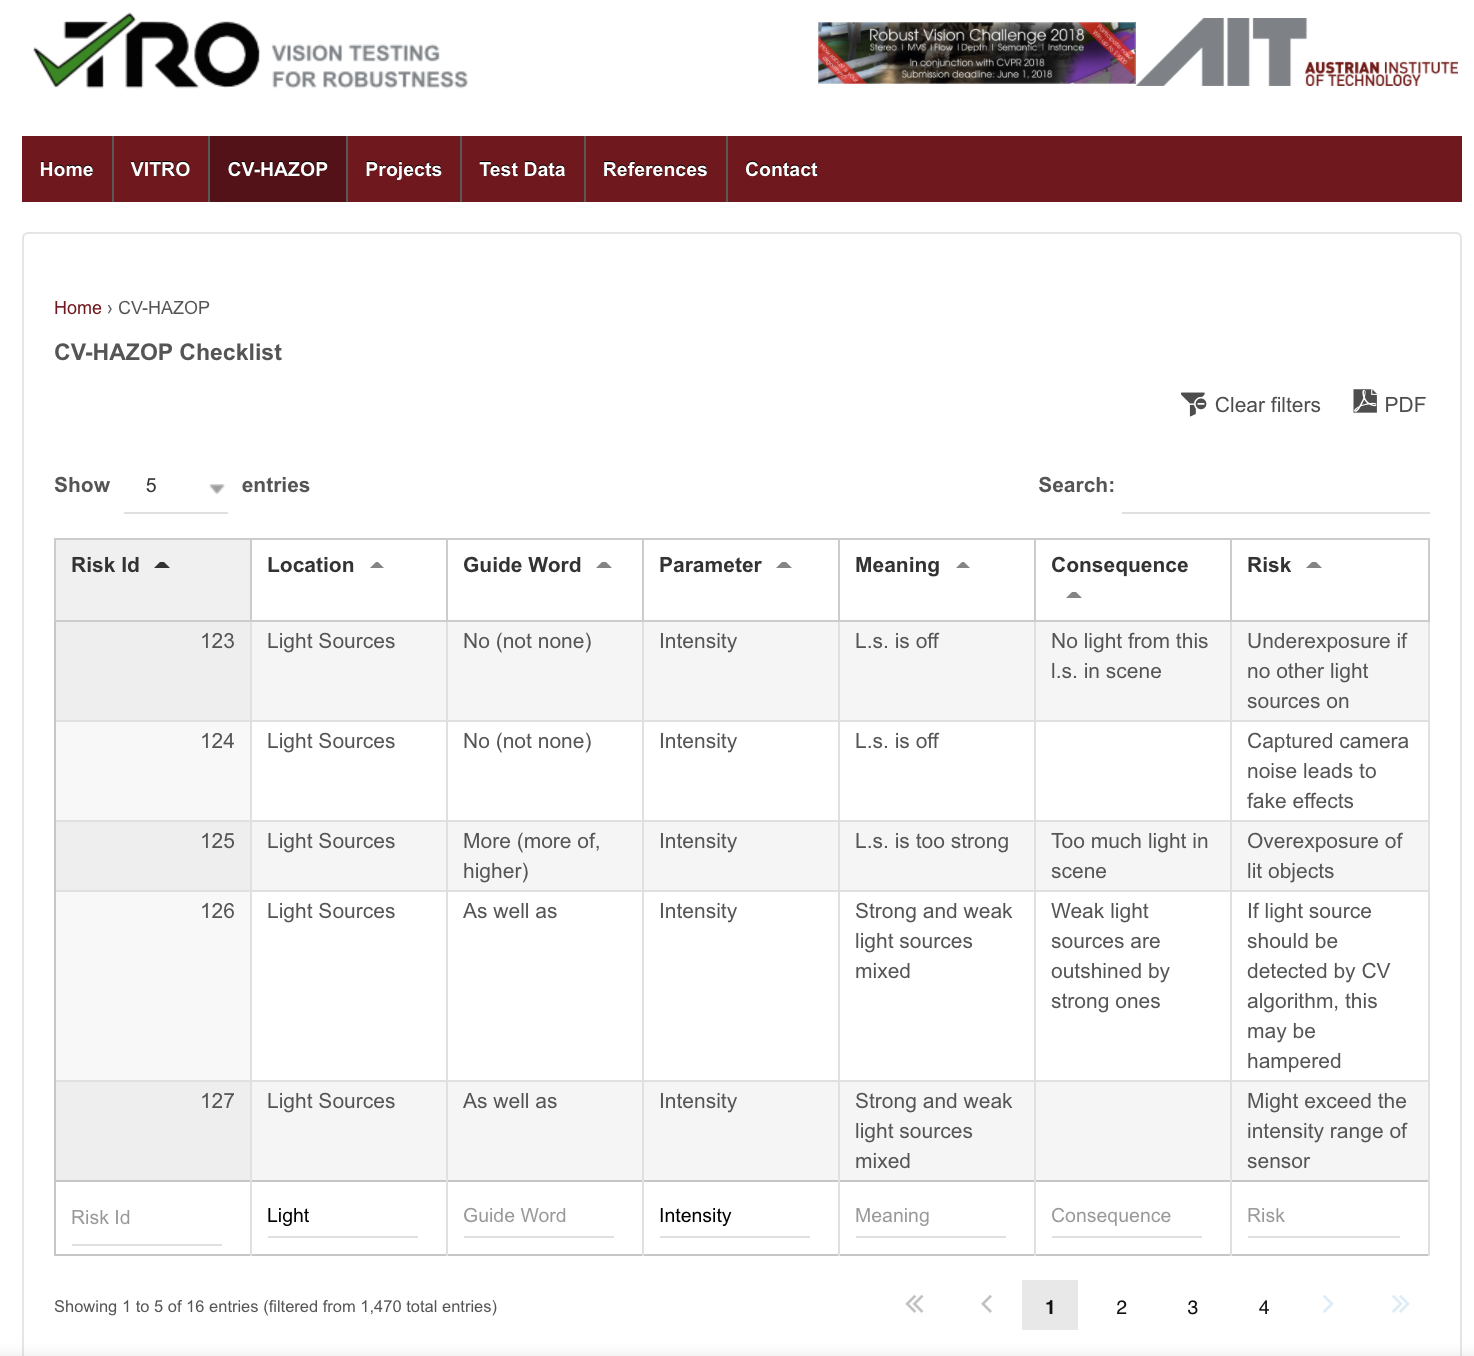 VITRO VISION TESTING
FOR ROBUSTNESS
Robust Vision Challenge 2018
Stereo | MVS | Flow | Depth | Semantic | Instance
In conjunction with CVPR 2018
Submission deadline: June 1, 2018
AIT AUSTRIAN INSTITUTE
OF TECHNOLOGY
Home VITRO CV-HAZOP Projects Test Data References Contact
Home › CV-HAZOP
CV-HAZOP Checklist
Clear filters PDF
Show 5 entries Search:
Risk Id Location Guide Word Parameter Meaning Consequence Risk
123 Light Sources No (not none) Intensity L.s. is off No light from this Underexposure if
l.s. in scene no other light
sources on
124 Light Sources No (not none) Intensity L.s. is off Captured camera
noise leads to
fake effects
125 Light Sources More (more of, Intensity L.s. is too strong Too much light in Overexposure of
higher) scene lit objects
126 Light Sources As well as Intensity Strong and weak Weak light If light source
light sources sources are should be
mixed outshined by detected by CV
strong ones algorithm, this
may be
hampered
127 Light Sources As well as Intensity Strong and weak Might exceed the
light sources intensity range of
mixed sensor
Risk Id Light Guide Word Intensity Meaning Consequence Risk
Showing 1 to 5 of 16 entries (filtered from 1,470 total entries) 1 2 3 4